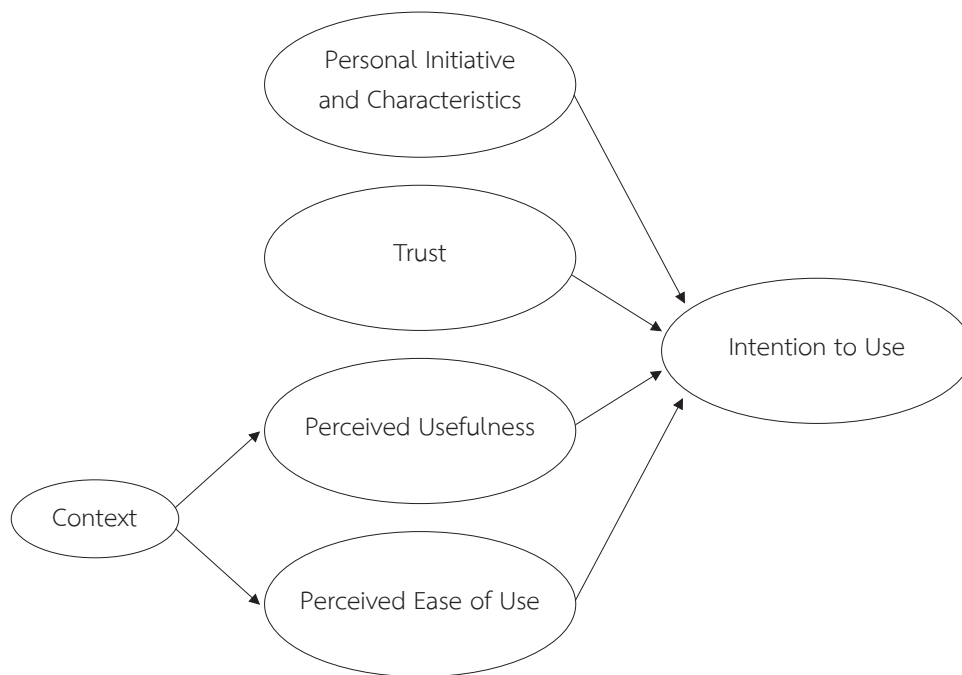 Personal Initiative
and Characteristics
Trust
Intention to Use
Perceived Usefulness
Context
Perceived Ease of Use